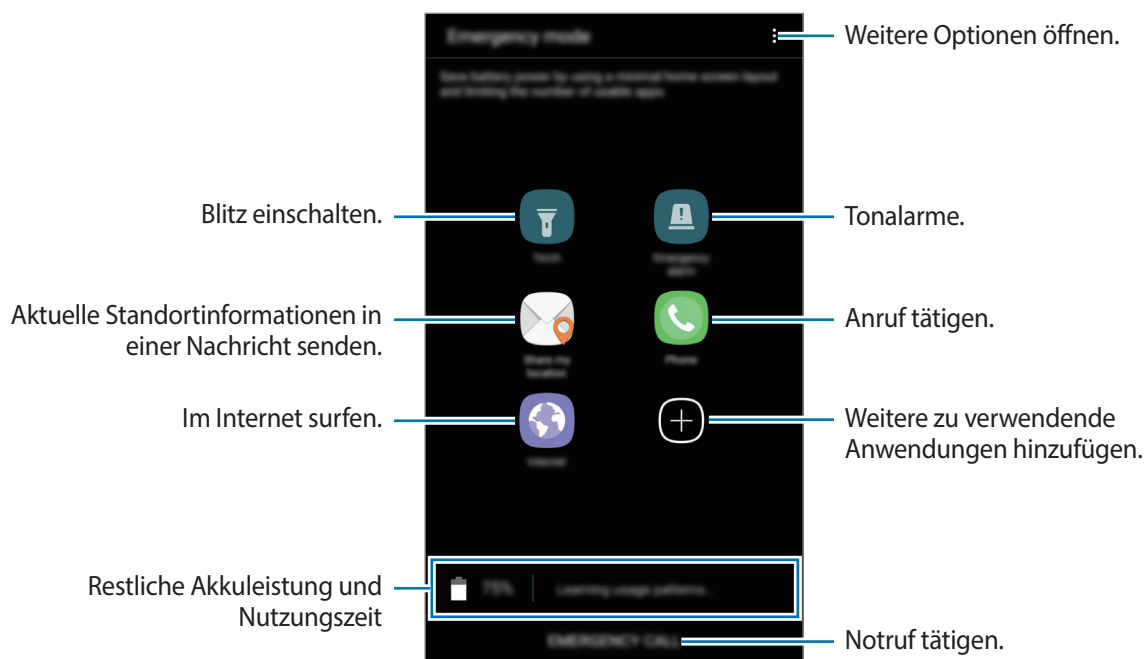 Emergency mode
Weitere Optionen öffnen.
Save battery power by using a minimal home screen layout
and limiting the number of usable apps.
Blitz einschalten.
Tonalarme.
Torch
Emergency
alarm
Aktuelle Standortinformationen in
einer Nachricht senden.
Anruf tätigen.
Share my
location
Phone
Im Internet surfen.
Weitere zu verwendende
Anwendungen hinzufügen.
Internet
Restliche Akkuleistung und
Nutzungszeit
75%
Learning usage patterns...
EMERGENCY CALL
Notruf tätigen.